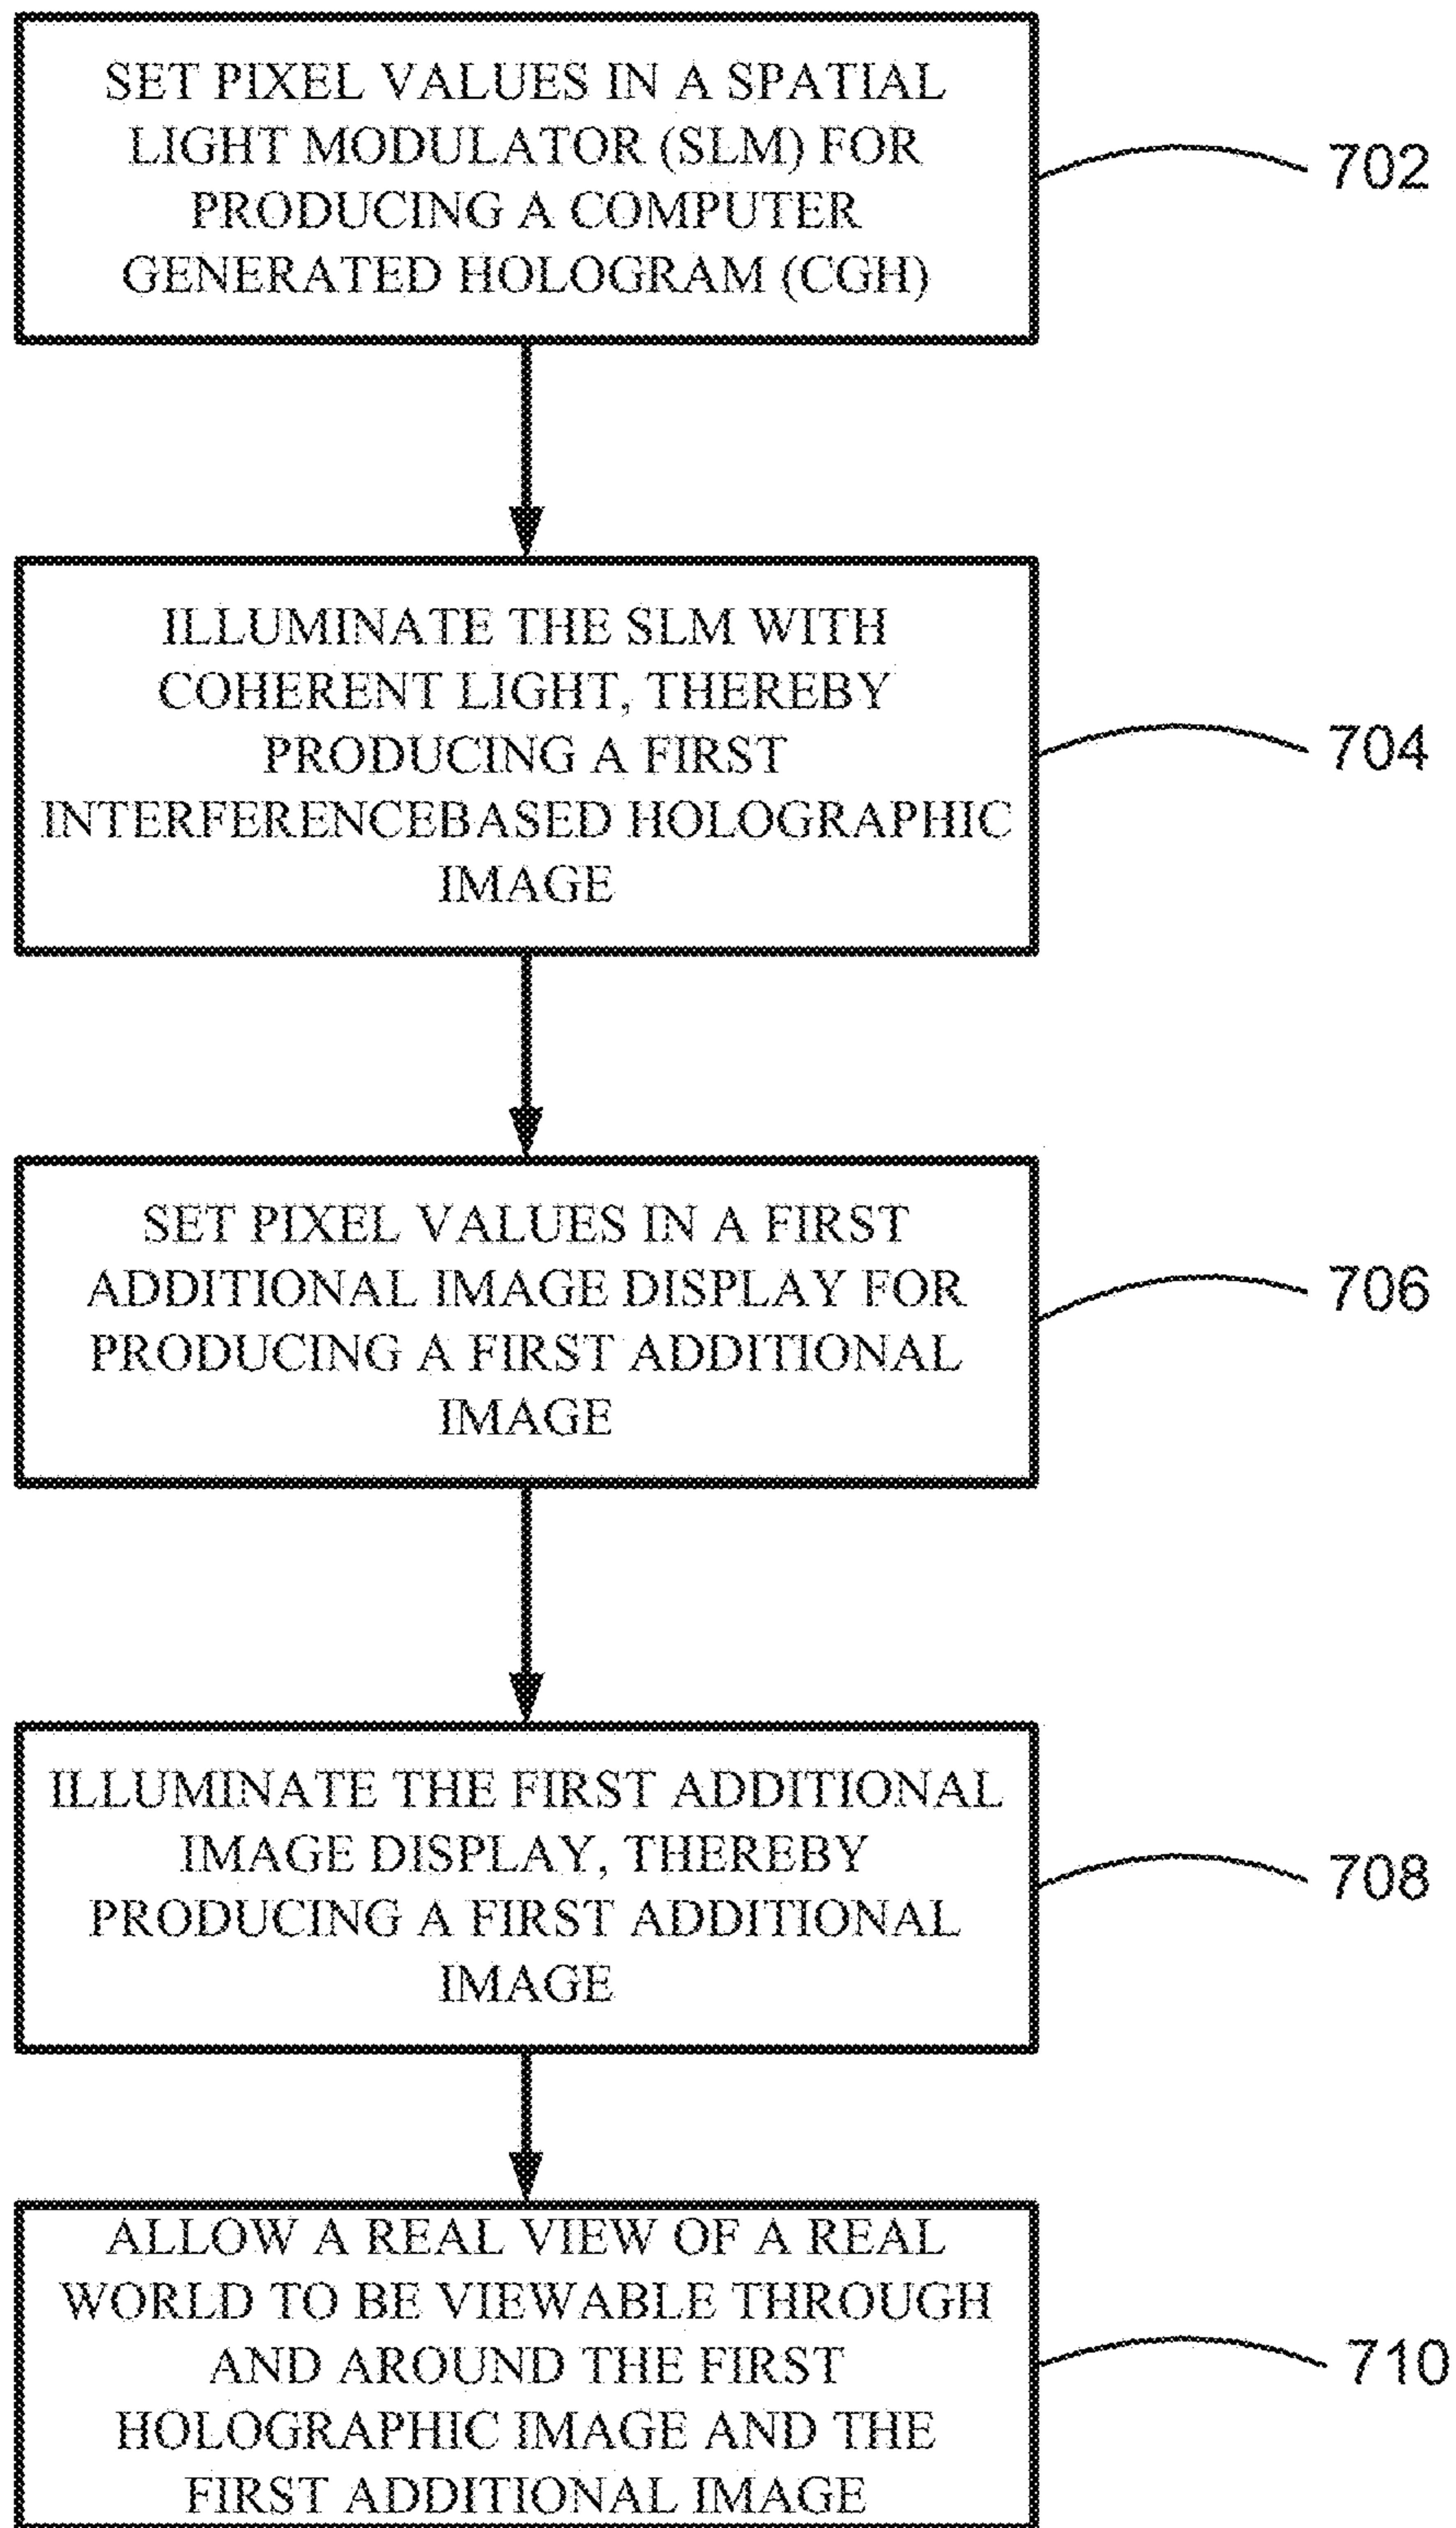 SET PIXEL VALUES IN A SPATIAL
LIGHT MODULATOR (SLM) FOR
PRODUCING A COMPUTER
GENERATED HOLOGRAM (CGH)
702
ILLUMINATE THE SLM WITH
COHERENT LIGHT, THEREBY
PRODUCING A FIRST
INTERFERENCEBASED HOLOGRAPHIC
IMAGE
704
SET PIXEL VALUES IN A FIRST
ADDITIONAL IMAGE DISPLAY FOR
PRODUCING A FIRST ADDITIONAL
IMAGE
706
ILLUMINATE THE FIRST ADDITIONAL
IMAGE DISPLAY, THEREBY
PRODUCING A FIRST ADDITIONAL
IMAGE
708
ALLOW A REAL VIEW OF A REAL
WORLD TO BE VIEWABLE THROUGH
AND AROUND THE FIRST
HOLOGRAPHIC IMAGE AND THE
FIRST ADDITIONAL IMAGE
710